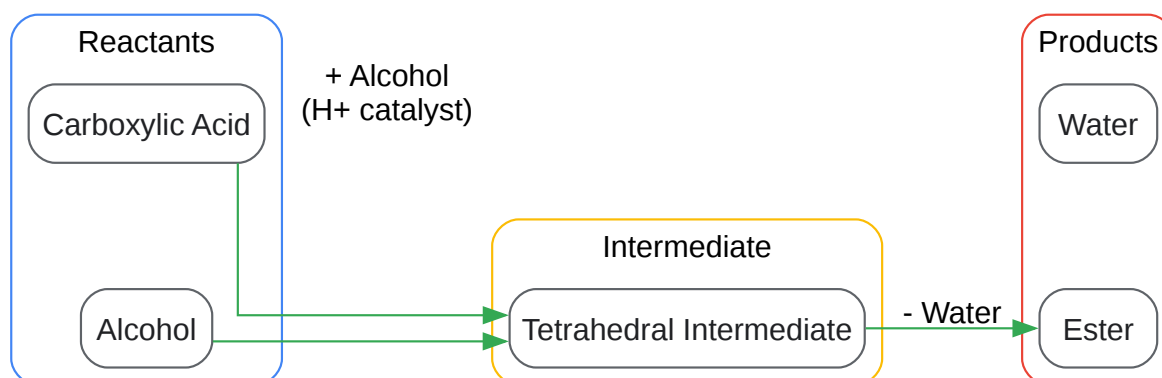 Reactants
Carboxylic Acid
Alcohol
+ Alcohol
(H+ catalyst)
Intermediate
Tetrahedral Intermediate
- Water
Products
Water
Ester